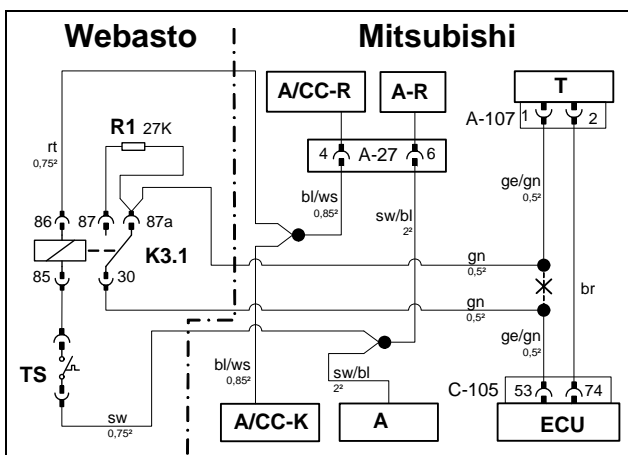 Webasto
Mitsubishi
A/CC-R
A-R
T
R1 27K
A-107
1
2
4
A-27
6
rt
0,75²
bl/ws
0,85²
ge/gn
0,5²
sw/bl
2²
86
87
87a
K3.1
85
30
gn
0,5²
gn
0,5²
br
ge/gn
0,5²
TS
bl/ws
0,85²
sw/bl
2²
C-105
53
74
sw
0,75²
A/CC-K
A
ECU